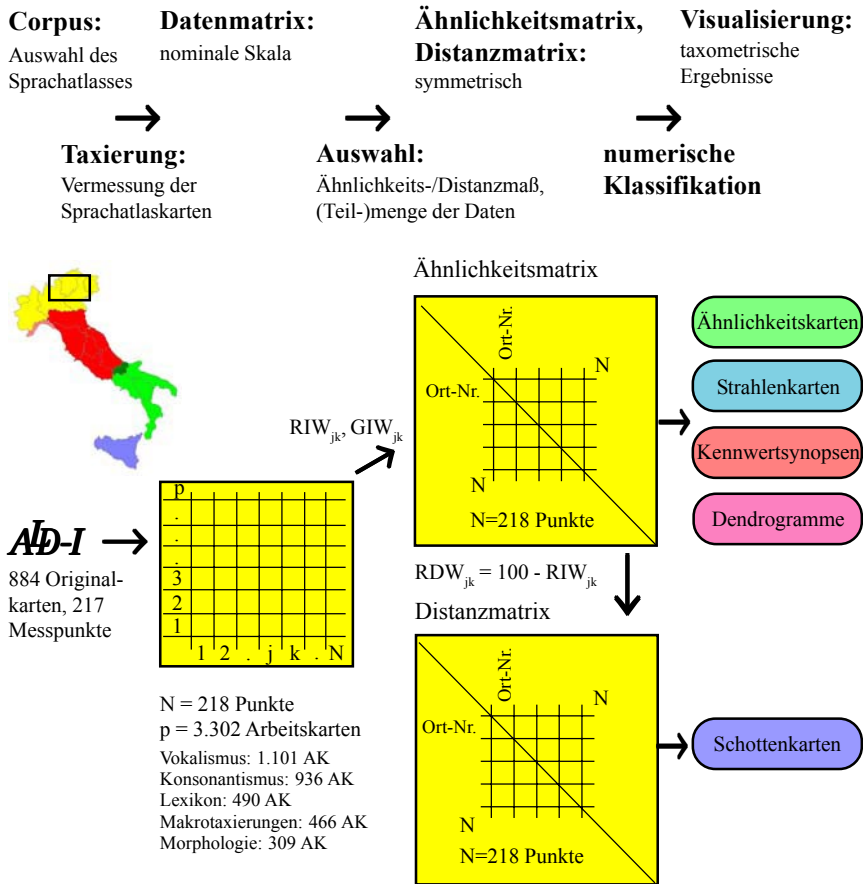 Corpus:
Auswahl des
Sprachatlasses
Datenmatrix:
nominale Skala
Ähnlichkeitsmatrix,
Distanzmatrix:
symmetrisch
Visualisierung:
taxometrische
Ergebnisse
Taxierung:
Vermessung der
Sprachatlaskarten
Auswahl:
Ähnlichkeits-/Distanzmaß,
(Teil-)menge der Daten
numerische
Klassifikation
ALD-I
884 Original-
karten, 217
Messpunkte
p
.
.
.
3
2
1
1 2 . j k . N
N = 218 Punkte
p = 3.302 Arbeitskarten
Vokalismus: 1.101 AK
Konsonantismus: 936 AK
Lexikon: 490 AK
Makrotaxierungen: 466 AK
Morphologie: 309 AK
RIWjk, GIWjk
Ähnlichkeitsmatrix
Ort-Nr.
N
Ort-Nr.
N
N=218 Punkte
RDWjk = 100 - RIWjk
Distanzmatrix
Ort-Nr.
N
Ort-Nr.
N
N=218 Punkte
Ähnlichkeitskarten
Strahlenkarten
Kennwertsynopsen
Dendrogramme
Schottenkarten